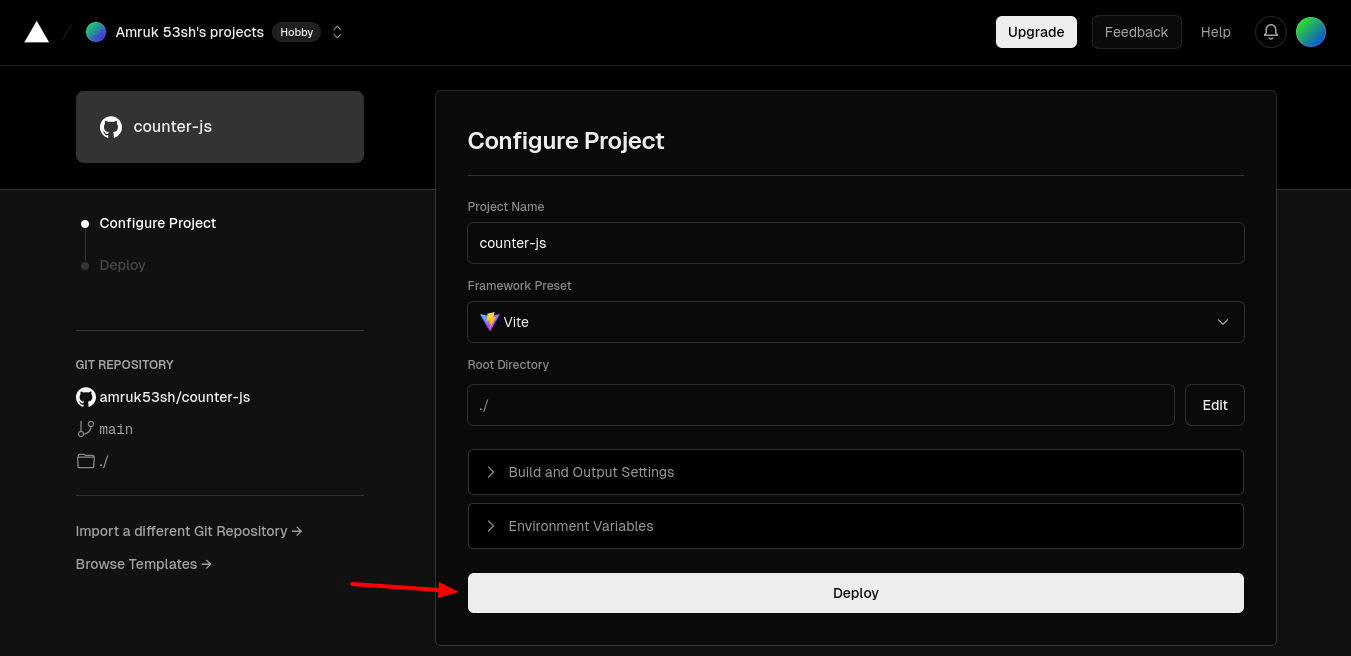 Amruk 53sh's projects Hobby
Upgrade Feedback Help
counter-js
Configure Project
Deploy
GIT REPOSITORY
amruk53sh/counter-js
main
./
Import a different Git Repository →
Browse Templates →
Configure Project
Project Name
counter-js
Framework Preset
Vite
Root Directory
./ Edit
Build and Output Settings
Environment Variables
Deploy